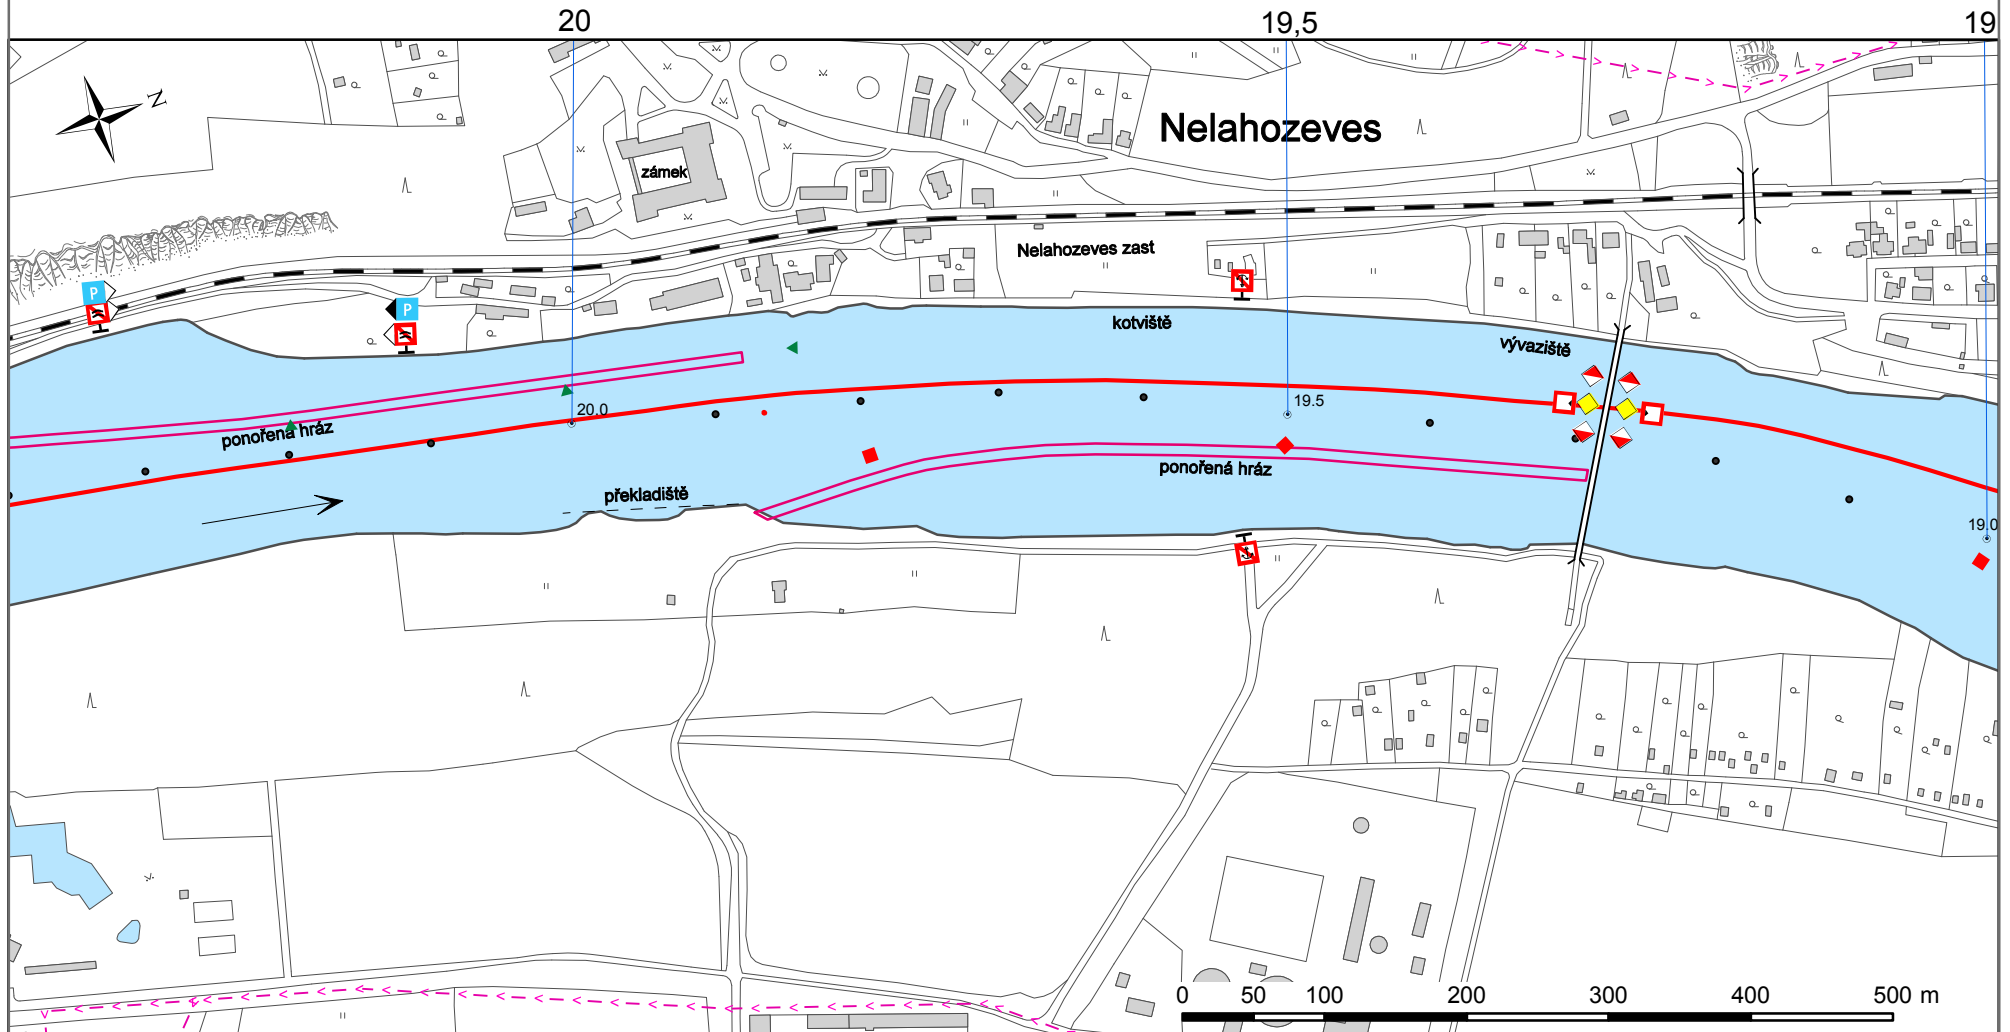 20
19,5
19
N
Nelahozeves
zámek
Nelahozeves zast
P
P
kotviště
vývaziště
20.0
19.5
ponořená hráz
ponořená hráz
překladiště
19.0
0 50 100 200 300 400 500 m